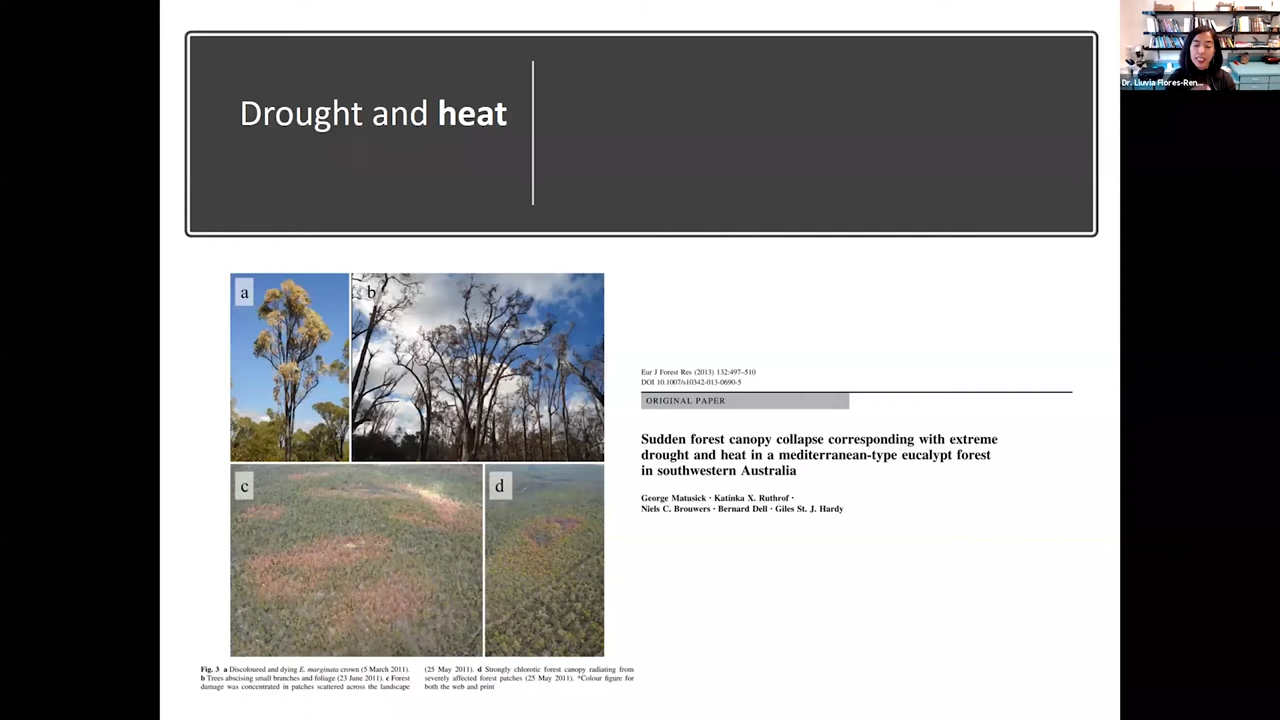 Drought and heat
Dr. Lluvia Flores-Ren...
a
b
c
d
Eur J Forest Res (2013) 132:497–510
DOI 10.1007/s10342-013-0690-5
ORIGINAL PAPER
Sudden forest canopy collapse corresponding with extreme
drought and heat in a mediterranean-type eucalypt forest
in southwestern Australia
George Matusick · Katinka X. Ruthrof ·
Niels C. Brouwers · Bernard Dell · Giles St. J. Hardy
Fig. 3 a Discoloured and dying E. marginata crown (5 March 2011).
b Trees abscising small branches and foliage (23 June 2011). c Forest
damage was concentrated in patches scattered across the landscape
(25 May 2011). d Strongly chlorotic forest canopy radiating from
severely affected forest patches (25 May 2011). *Colour figure for
both the web and print